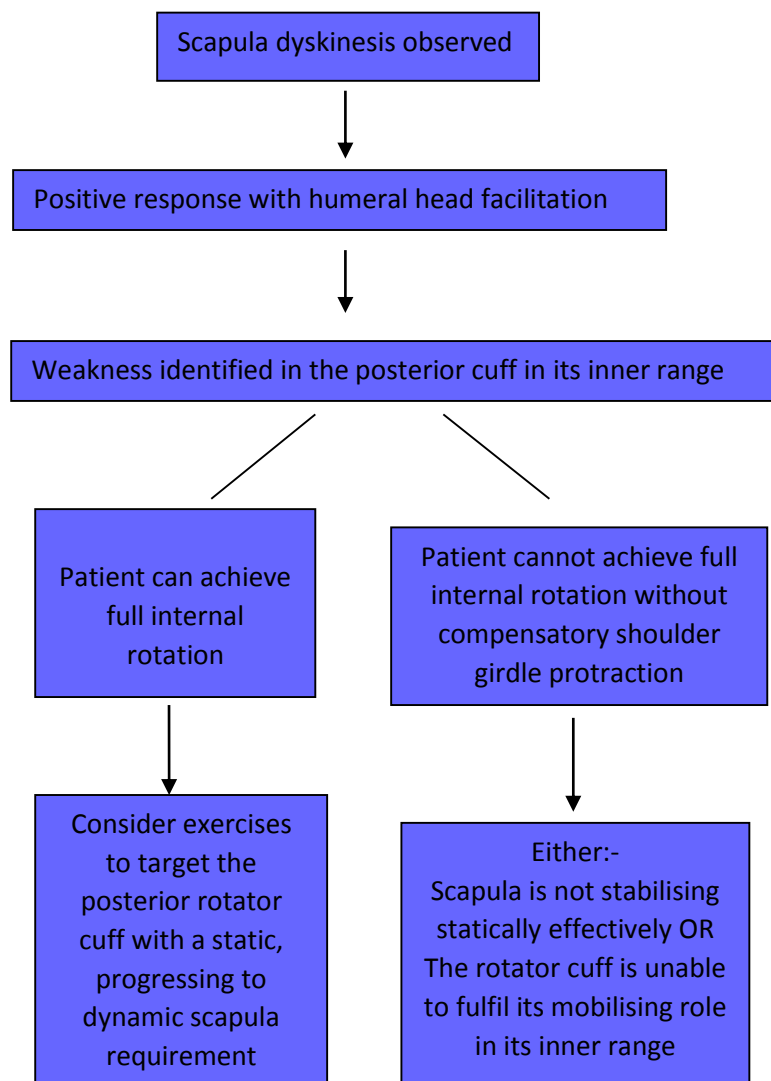 Scapula dyskinesis observed
Positive response with humeral head facilitation
Weakness identified in the posterior cuff in its inner range
Patient can achieve
full internal
rotation
Patient cannot achieve full
internal rotation without
compensatory shoulder
girdle protraction
Consider exercises
to target the
posterior rotator
cuff with a static,
progressing to
dynamic scapula
requirement
Either:-
Scapula is not stabilising
statically effectively OR
The rotator cuff is unable
to fulfil its mobilising role
in its inner range